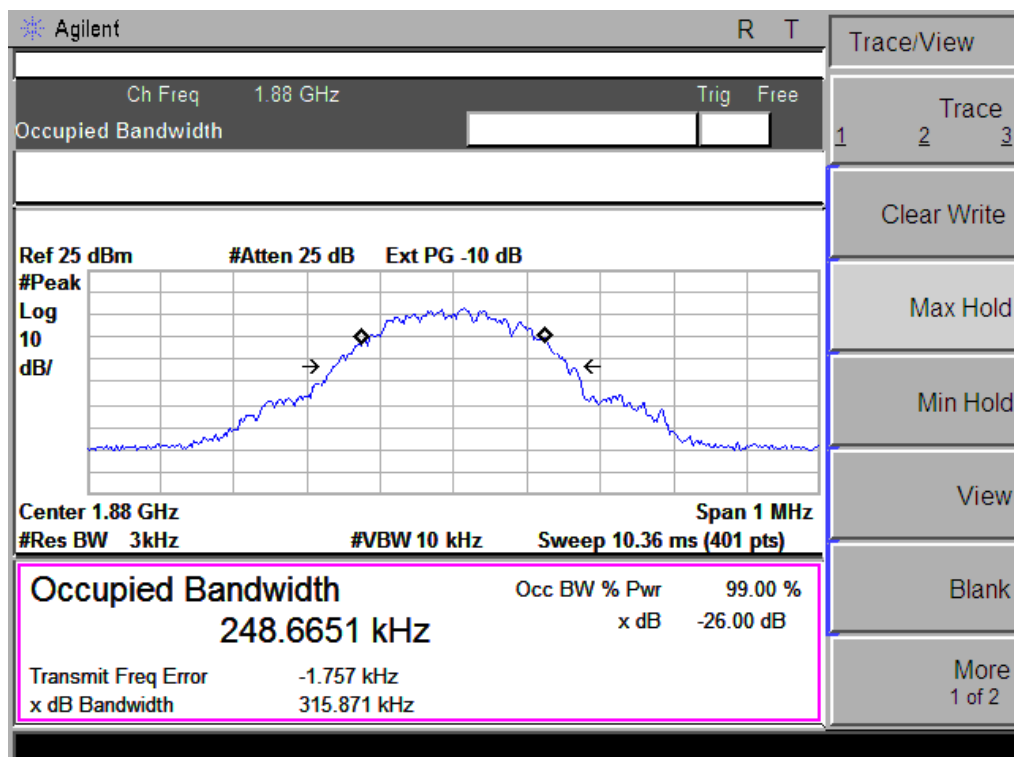 Agilent R T
Trace/View
Ch Freq 1.88 GHz Trig Free
Occupied Bandwidth
Trace
1 2 3
Clear Write
Ref 25 dBm #Atten 25 dB Ext PG -10 dB
#Peak
Log
10
dB/
Max Hold
Min Hold
View
Center 1.88 GHz Span 1 MHz
#Res BW 3kHz #VBW 10 kHz Sweep 10.36 ms (401 pts)
Occupied Bandwidth Occ BW % Pwr 99.00 %
248.6651 kHz x dB -26.00 dB
Blank
Transmit Freq Error -1.757 kHz
x dB Bandwidth 315.871 kHz
More
1 of 2